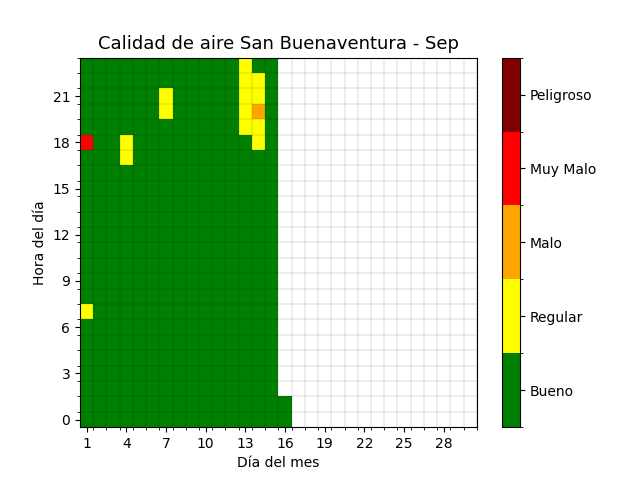 Calidad de aire San Buenaventura - Sep
Hora del día
21
18
15
12
9
6
3
0
1 4 7 10 13 16 19 22 25 28
Día del mes
Peligroso
Muy Malo
Malo
Regular
Bueno